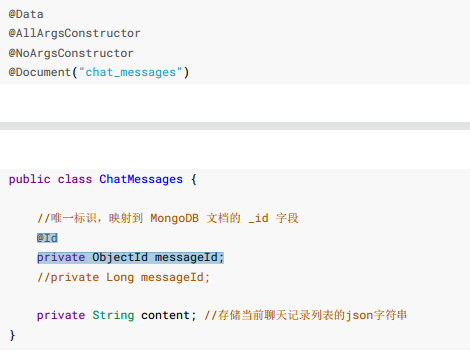 @Data
@AllArgsConstructor
@NoArgsConstructor
@Document("chat_messages")
public class ChatMessages {
//唯一标识，映射到 MongoDB 文档的 _id 字段
@Id
private ObjectId messageId;
//private Long messageId;
private String content; //存储当前聊天记录列表的json字符串
}